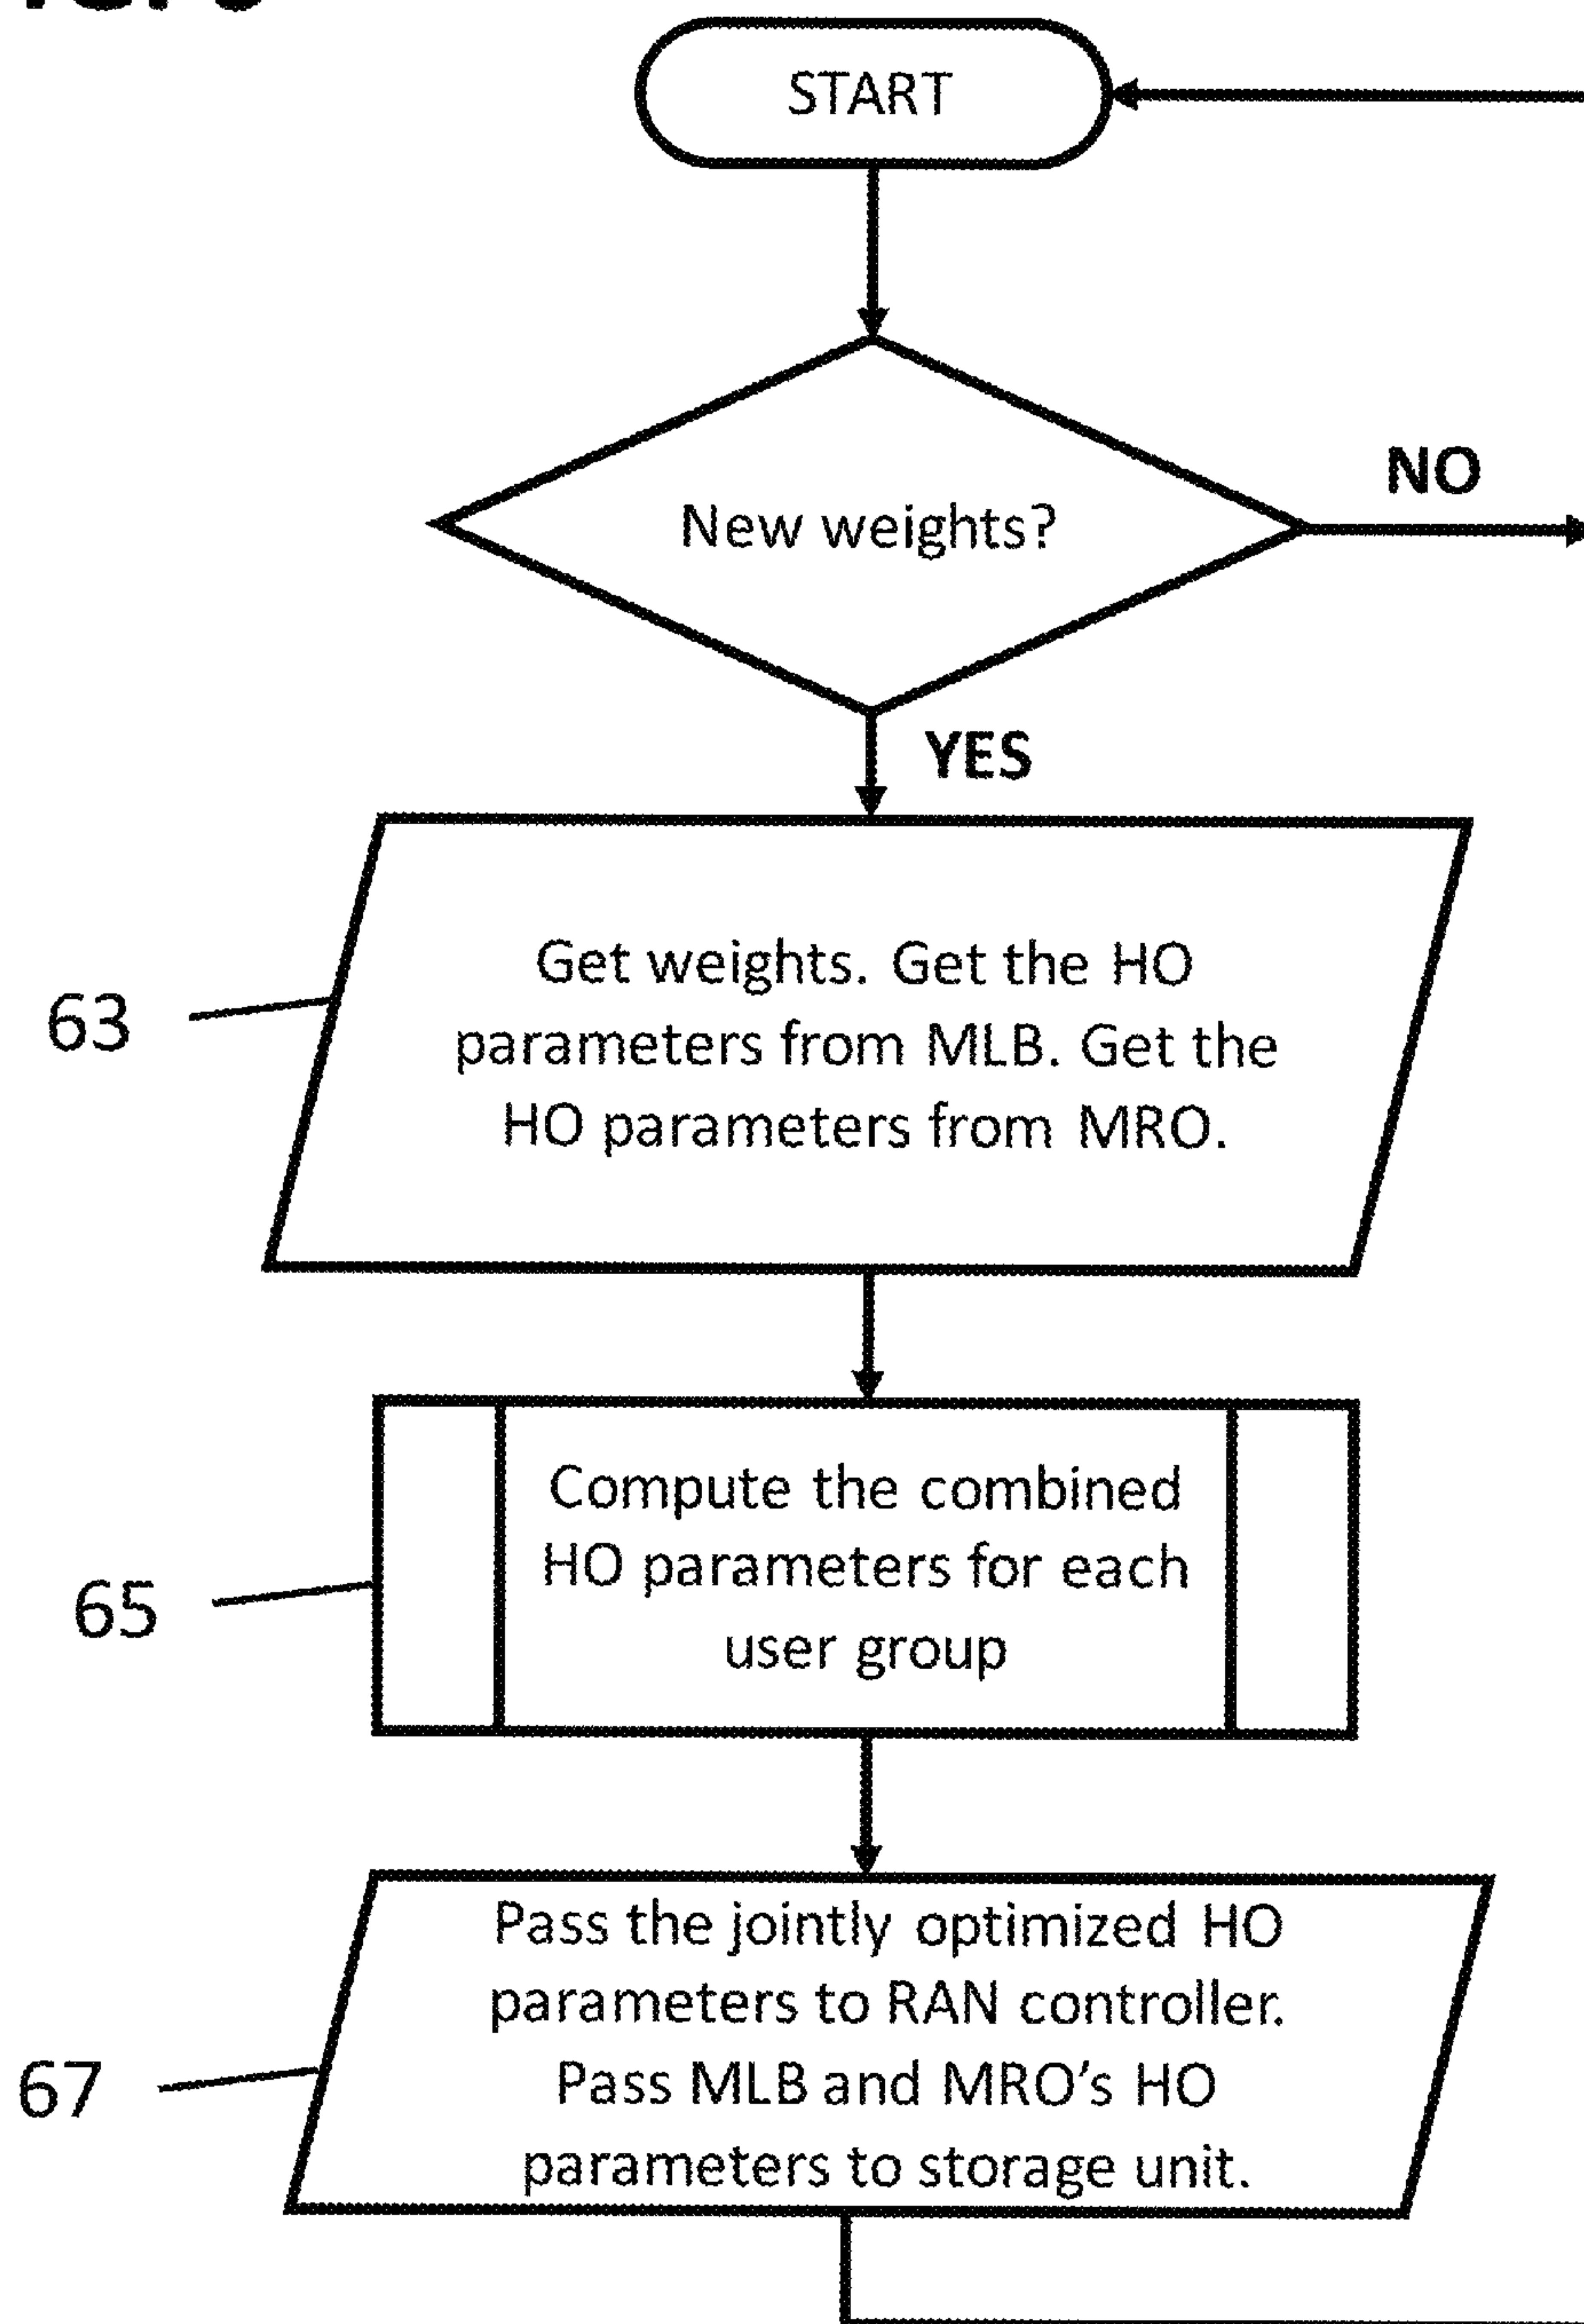 START
New weights?
NO
YES
63
Get weights. Get the HO
parameters from MLB. Get the
HO parameters from MRO.
65
Compute the combined
HO parameters for each
user group
67
Pass the jointly optimized HO
parameters to RAN controller.
Pass MLB and MRO's HO
parameters to storage unit.